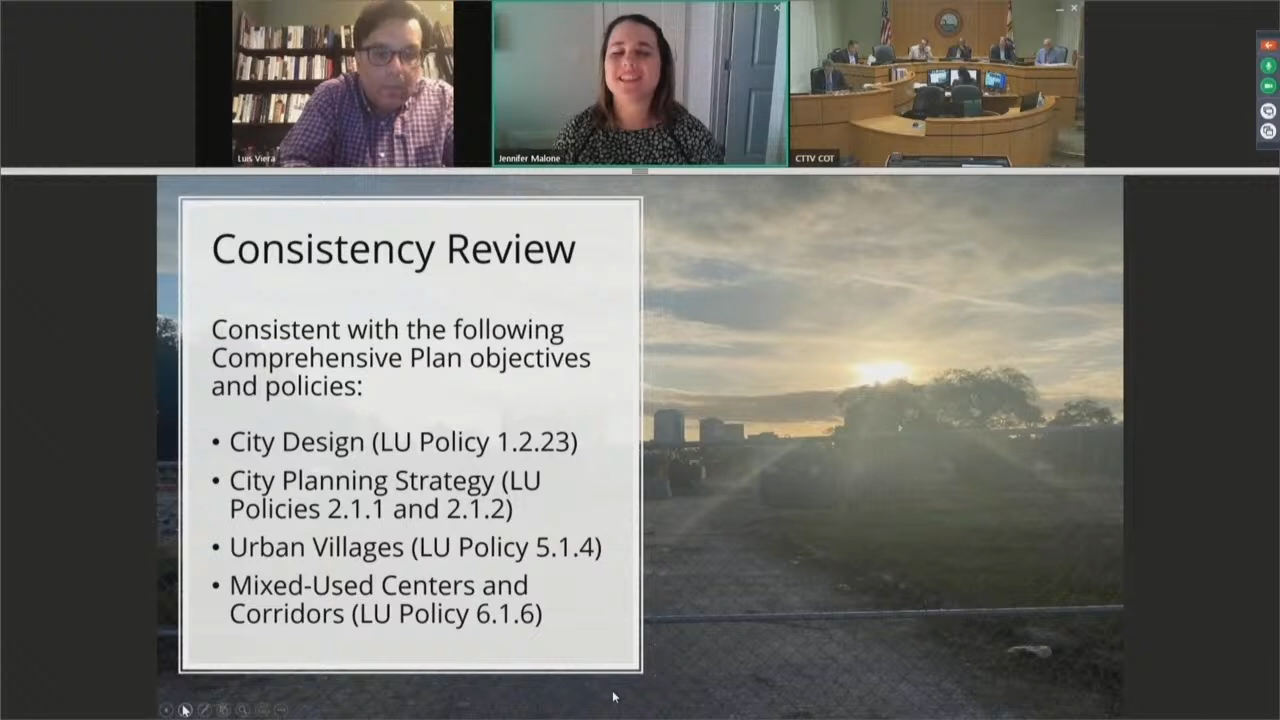 Luis Viera
Jennifer Malone
CTTV COT
Consistency Review
Consistent with the following
Comprehensive Plan objectives
and policies:
• City Design (LU Policy 1.2.23)
• City Planning Strategy (LU
Policies 2.1.1 and 2.1.2)
• Urban Villages (LU Policy 5.1.4)
• Mixed-Used Centers and
Corridors (LU Policy 6.1.6)